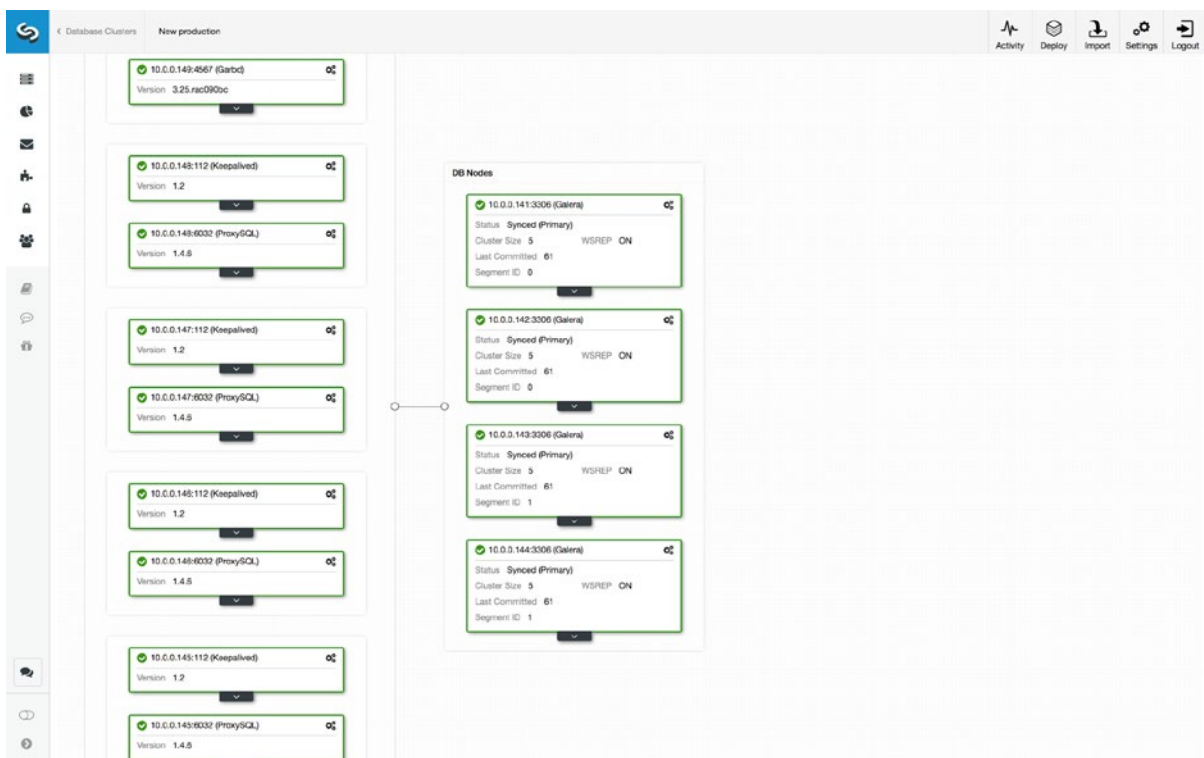 Database Clusters
New production
Activity
Deploy
Import
Settings
Logout
10.0.0.149:4567 (Garbd)
Version 3.25.rac090bc
10.0.0.148:112 (Keepalived)
Version 1.2
10.0.0.148:6032 (ProxySQL)
Version 1.4.6
10.0.0.147:112 (Keepalived)
Version 1.2
10.0.0.147:6032 (ProxySQL)
Version 1.4.6
10.0.0.146:112 (Keepalived)
Version 1.2
10.0.0.146:6032 (ProxySQL)
Version 1.4.6
10.0.0.145:112 (Keepalived)
Version 1.2
10.0.0.145:6032 (ProxySQL)
Version 1.4.6
DB Nodes
10.0.0.141:3306 (Galera)
Status Synced (Primary)
Cluster Size 5 WSREP ON
Last Committed 61
Segment ID 0
10.0.0.142:3306 (Galera)
Status Synced (Primary)
Cluster Size 5 WSREP ON
Last Committed 61
Segment ID 0
10.0.0.143:3306 (Galera)
Status Synced (Primary)
Cluster Size 5 WSREP ON
Last Committed 61
Segment ID 1
10.0.0.144:3306 (Galera)
Status Synced (Primary)
Cluster Size 5 WSREP ON
Last Committed 61
Segment ID 1